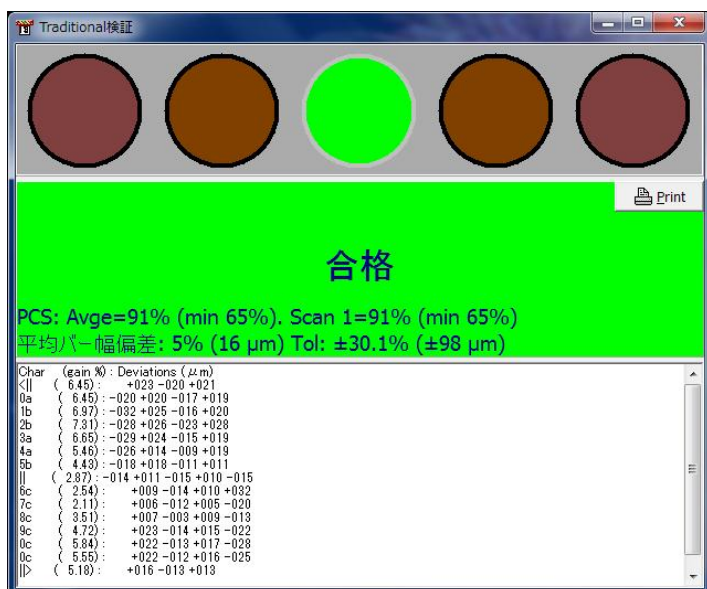 Traditional検証
Print
合格
PCS: Avge=91% (min 65%). Scan 1=91% (min 65%)
平均バー幅偏差: 5% (16 µm) Tol: ±30.1% (±98 µm)
Char (gain %) : Deviations (μm)
<|| ( 6.45) : +023 -020 +021
0a ( 6.45) : -020 +020 -017 +019
1b ( 6.97) : -032 +025 -016 +020
2b ( 7.31) : -028 +026 -023 +028
3a ( 6.65) : -029 +024 -015 +019
4a ( 5.46) : -026 +014 -009 +019
5b ( 4.43) : -018 +018 -011 +011
|| ( 2.87) : -014 +011 -015 +010 -015
6c ( 2.54) : +009 -014 +010 +032
7c ( 2.11) : +006 -012 +005 -020
8c ( 3.51) : +007 -003 +009 -013
9c ( 4.72) : +023 -014 +015 -022
0c ( 5.84) : +022 -013 +017 -028
0c ( 5.55) : +022 -012 +016 -025
||> ( 5.18) : +016 -013 +013